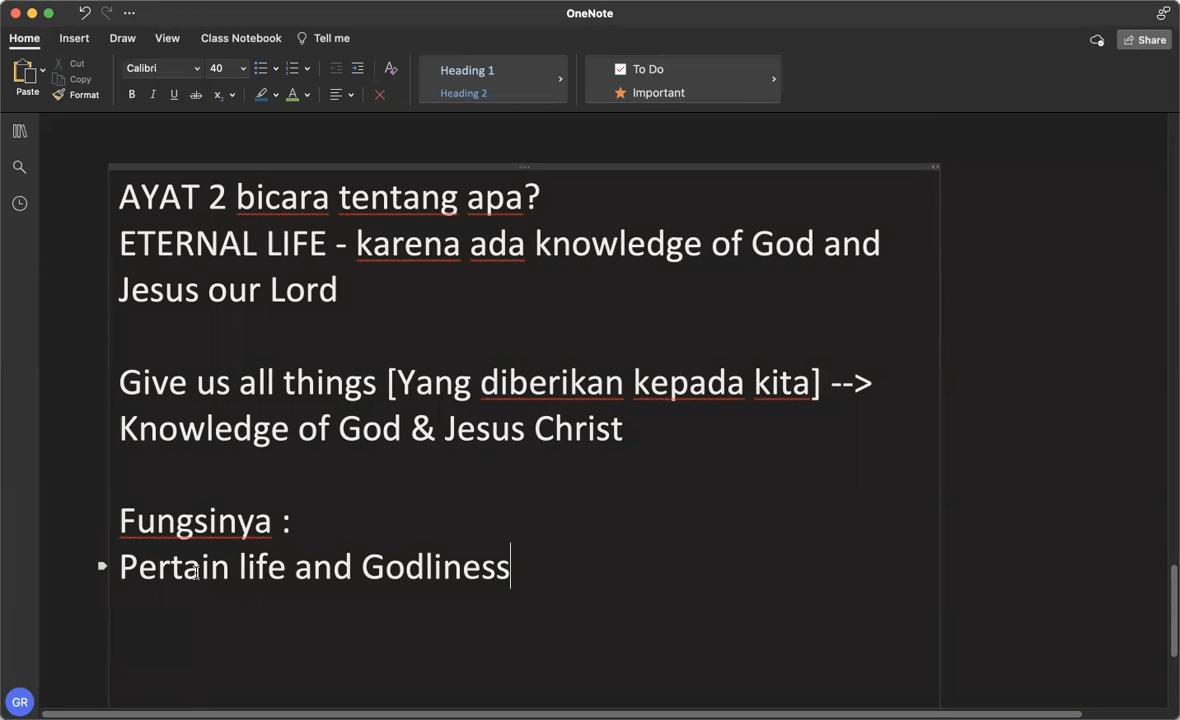 OneNote
Home Insert Draw View Class Notebook Tell me
Share
Paste
Cut
Copy
Format
Calibri 40
B I U ab x₂ A
Heading 1
Heading 2
To Do
Important
AYAT 2 bicara tentang apa?
ETERNAL LIFE - karena ada knowledge of God and
Jesus our Lord
Give us all things [Yang diberikan kepada kita] -->
Knowledge of God & Jesus Christ
Fungsinya :
Pertain life and Godliness
GR